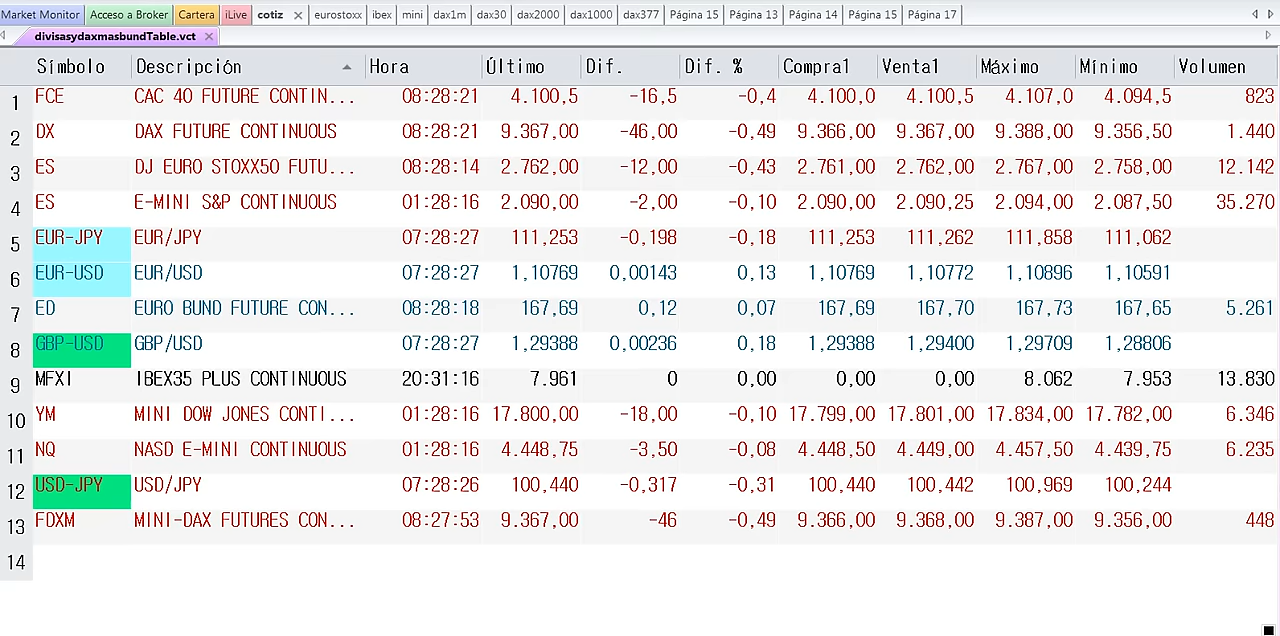 Market Monitor Acceso a Broker Cartera iLive cotiz eurostoxx ibex mini dax1m dax30 dax2000 dax1000 dax377 Página 15 Página 13 Página 14 Página 15 Página 17
divisasydaxmasbundTable.vct
Símbolo Descripción Hora Último Dif. Dif. % Compra1 Venta1 Máximo Mínimo Volumen
1 FCE CAC 40 FUTURE CONTIN... 08:28:21 4.100,5 -16,5 -0,4 4.100,0 4.100,5 4.107,0 4.094,5 823
2 DX DAX FUTURE CONTINUOUS 08:28:21 9.367,00 -46,00 -0,49 9.366,00 9.367,00 9.388,00 9.356,50 1.440
3 ES DJ EURO STOXX50 FUTU... 08:28:14 2.762,00 -12,00 -0,43 2.761,00 2.762,00 2.767,00 2.758,00 12.142
4 ES E-MINI S&P CONTINUOUS 01:28:16 2.090,00 -2,00 -0,10 2.090,00 2.090,25 2.094,00 2.087,50 35.270
5 EUR-JPY EUR/JPY 07:28:27 111,253 -0,198 -0,18 111,253 111,262 111,858 111,062
6 EUR-USD EUR/USD 07:28:27 1,10769 0,00143 0,13 1,10769 1,10772 1,10896 1,10591
7 ED EURO BUND FUTURE CON... 08:28:18 167,69 0,12 0,07 167,69 167,70 167,73 167,65 5.261
8 GBP-USD GBP/USD 07:28:27 1,29388 0,00236 0,18 1,29388 1,29400 1,29709 1,28806
9 MFXI IBEX35 PLUS CONTINUOUS 20:31:16 7.961 0 0,00 0,00 0,00 8.062 7.953 13.830
10 YM MINI DOW JONES CONTI... 01:28:16 17.800,00 -18,00 -0,10 17.799,00 17.801,00 17.834,00 17.782,00 6.346
11 NQ NASD E-MINI CONTINUOUS 01:28:16 4.448,75 -3,50 -0,08 4.448,50 4.449,00 4.457,50 4.439,75 6.235
12 USD-JPY USD/JPY 07:28:26 100,440 -0,317 -0,31 100,440 100,442 100,969 100,244
13 FDXM MINI-DAX FUTURES CON... 08:27:53 9.367,00 -46 -0,49 9.366,00 9.368,00 9.387,00 9.356,00 448
14